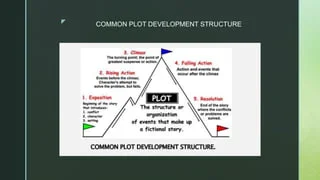 COMMON PLOT DEVELOPMENT STRUCTURE
3. Climax
The turning point, the point of
greatest suspense or action.
2. Rising Action
Events before the climax;
Character's attempt to
solve the problem, but fails.
4. Falling Action
Action and events that
occur after the climax
1. Exposition
Beginning of the story
that introduces:
1. conflict
2. character
3. setting
PLOT
The structure or
organization
of events that make up
a fictional story.
5. Resolution
End of the story
where the conflicts
or problems are
solved.
COMMON PLOT DEVELOPMENT STRUCTURE.